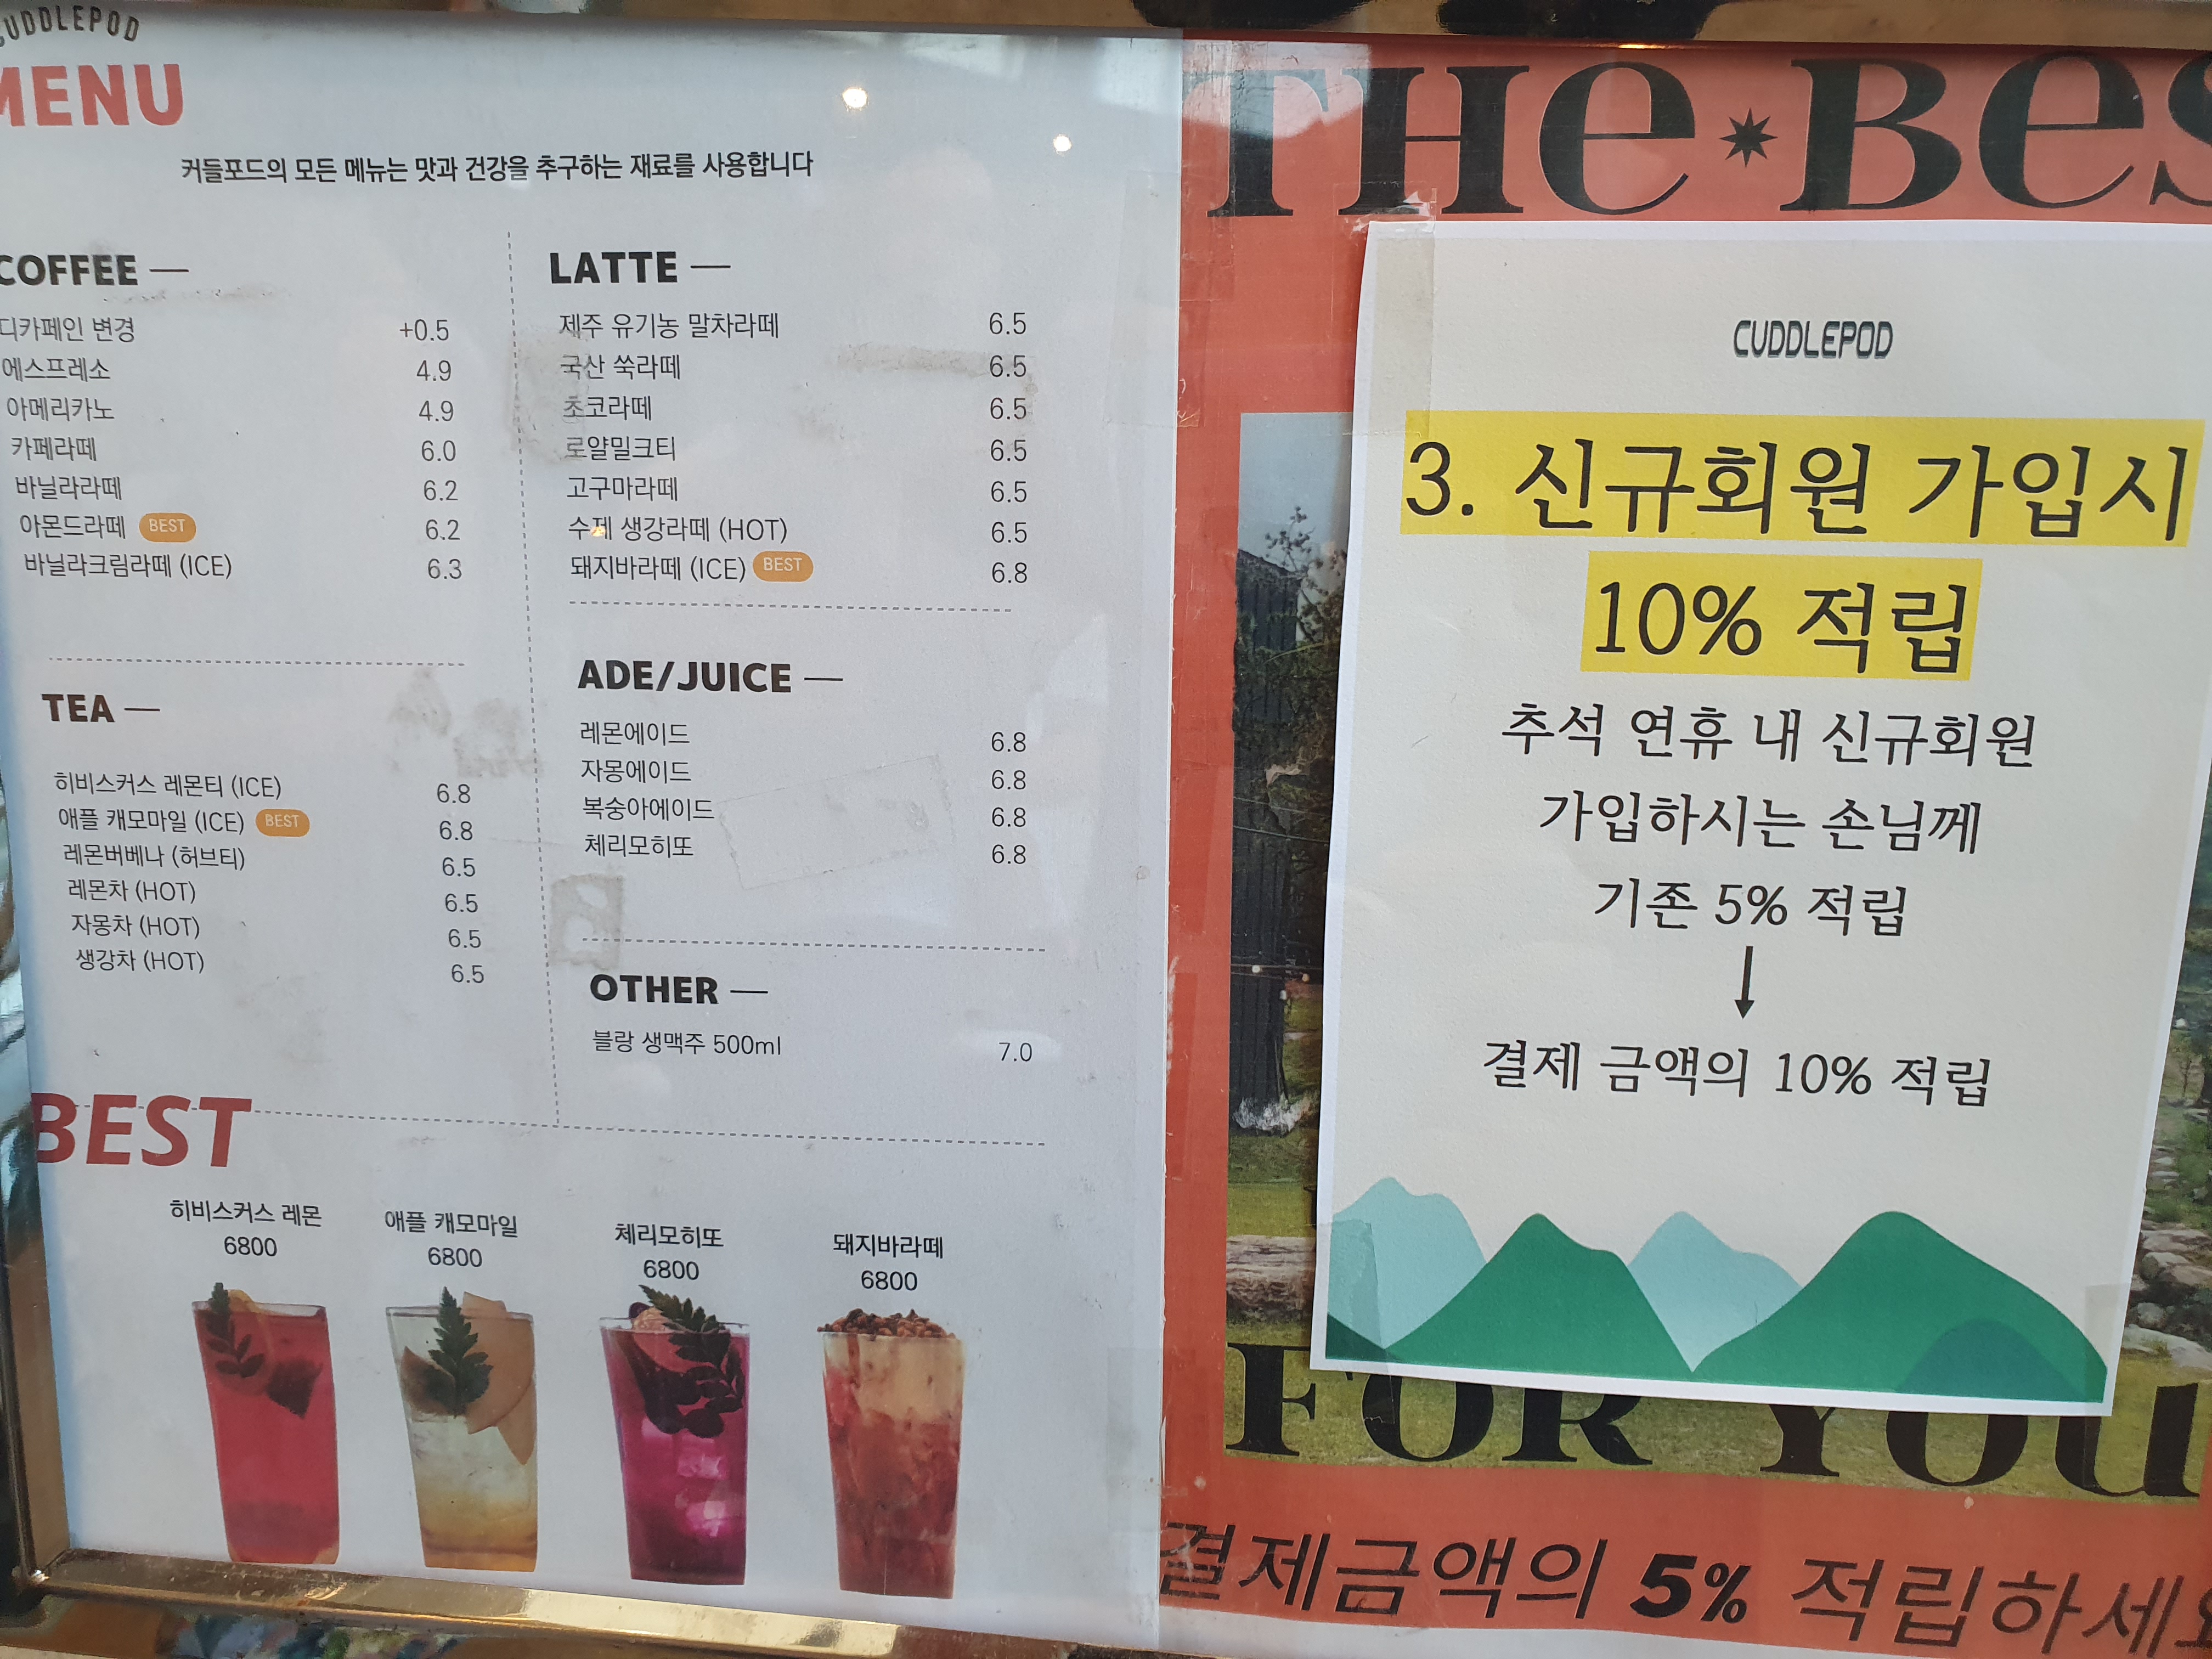 CUDDLEPOD
MENU
커들포드의 모든 메뉴는 맛과 건강을 추구하는 재료를 사용합니다
COFFEE —
디카페인 변경 +0.5
에스프레소 4.9
아메리카노 4.9
카페라떼 6.0
바닐라라떼 6.2
아몬드라떼 BEST 6.2
바닐라크림라떼 (ICE) 6.3
TEA —
히비스커스 레몬티 (ICE) 6.8
애플 캐모마일 (ICE) BEST 6.8
레몬버베나 (허브티) 6.5
레몬차 (HOT) 6.5
자몽차 (HOT) 6.5
생강차 (HOT) 6.5
LATTE —
제주 유기농 말차라떼 6.5
국산 쑥라떼 6.5
초코라떼 6.5
로얄밀크티 6.5
고구마라떼 6.5
수제 생강라떼 (HOT) 6.5
돼지바라떼 (ICE) BEST 6.8
ADE/JUICE —
레몬에이드 6.8
자몽에이드 6.8
복숭아에이드 6.8
체리모히또 6.8
OTHER —
블랑 생맥주 500ml 7.0
BEST
히비스커스 레몬
6800
애플 캐모마일
6800
체리모히또
6800
돼지바라떼
6800
THE BES
CUDDLEPOD
3. 신규회원 가입시
10% 적립
추석 연휴 내 신규회원
가입하시는 손님께
기존 5% 적립
↓
결제 금액의 10% 적립
FOR YOU
결제금액의 5% 적립하세요